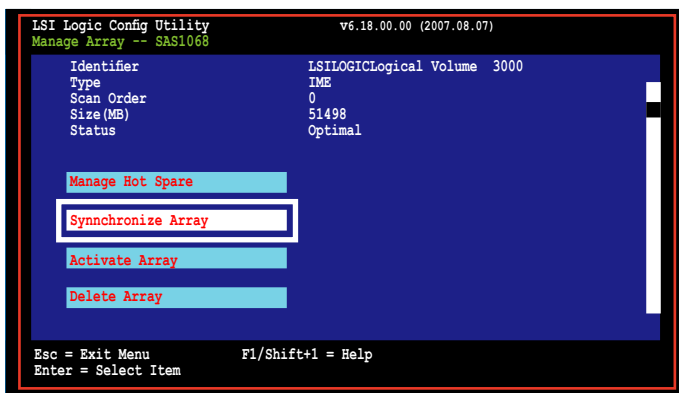 LSI Logic Config Utility v6.18.00.00 (2007.08.07)
Manage Array -- SAS1068
Identifier LSILOGICLogical Volume 3000
Type IME
Scan Order 0
Size(MB) 51498
Status Optimal
Manage Hot Spare
Synnchronize Array
Activate Array
Delete Array
Esc = Exit Menu F1/Shift+1 = Help
Enter = Select Item